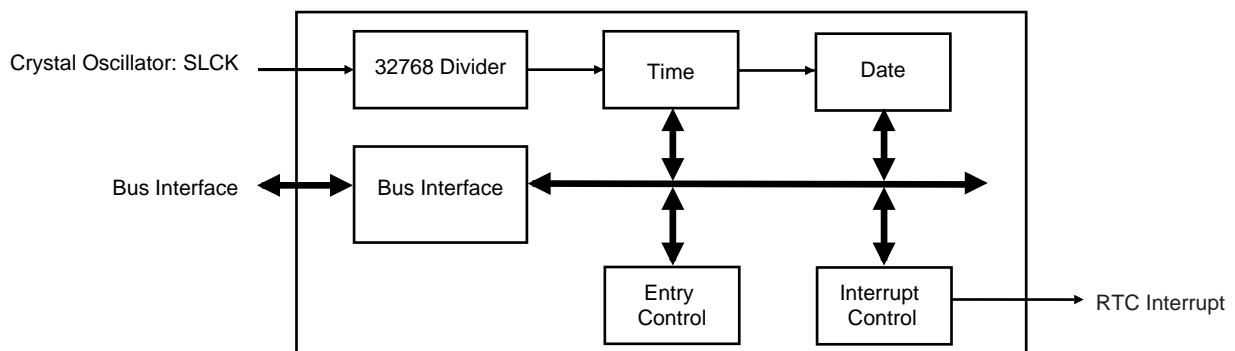 Crystal Oscillator: SLCK
32768 Divider
Time
Date
Bus Interface
Bus Interface
Entry
Control
Interrupt
Control
RTC Interrupt